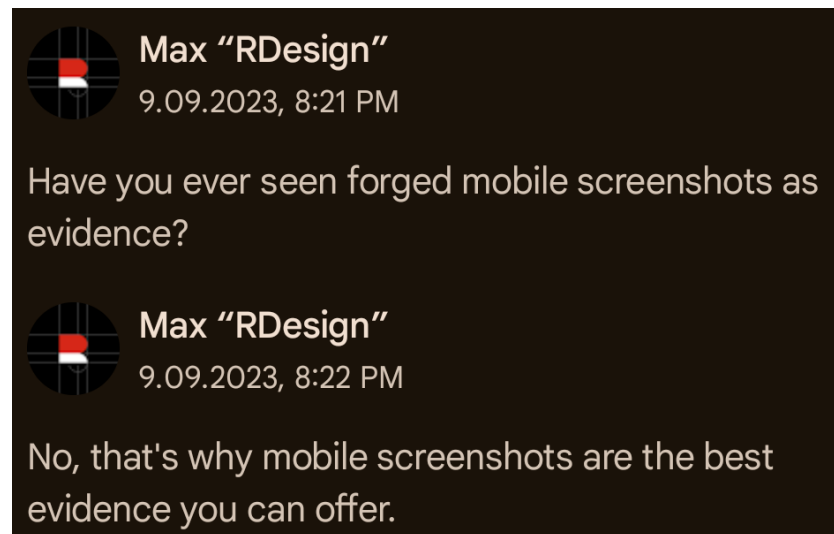 Max “RDesign”
9.09.2023, 8:21 PM
Have you ever seen forged mobile screenshots as
evidence?
Max “RDesign”
9.09.2023, 8:22 PM
No, that's why mobile screenshots are the best
evidence you can offer.